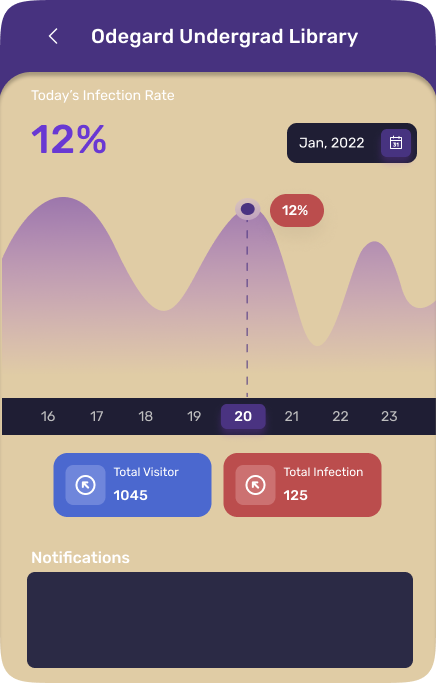 Odegard Undergrad Library
Today's Infection Rate
12%
Jan, 2022
31
12%
16 17 18 19 20 21 22 23
Total Visitor
1045
Total Infection
125
Notifications